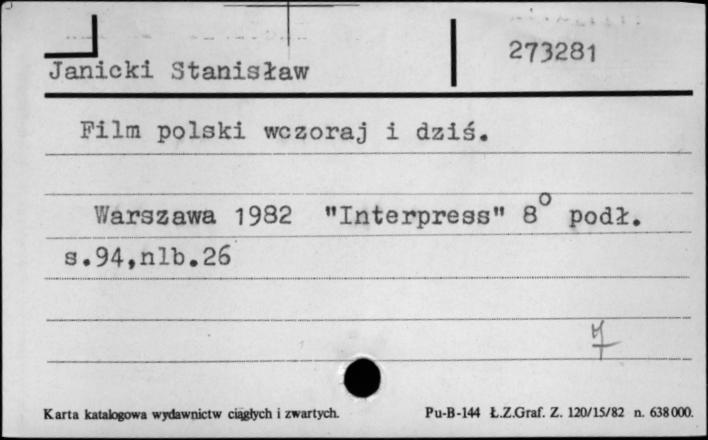 273281
Janicki Stanisław
Film polski wczoraj i dziś.
Warszawa 1982 "Interpress" 8° podł.
s.94,nlb.26
Karta katalogowa wydawnictw ciągłych i zwartych. Pu-B-144 Ł.Z.Graf. Z. 120/15/82 n. 638000.